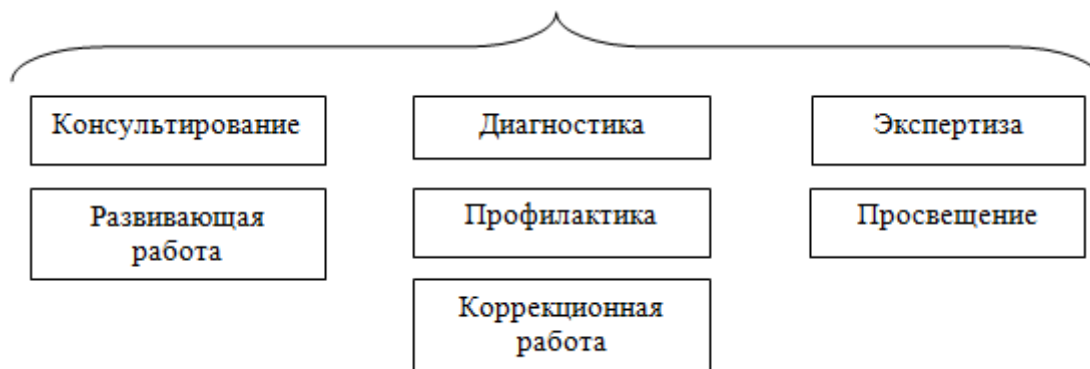 Консультирование
Диагностика
Экспертиза
Развивающая
работа
Профилактика
Просвещение
Коррекционная
работа